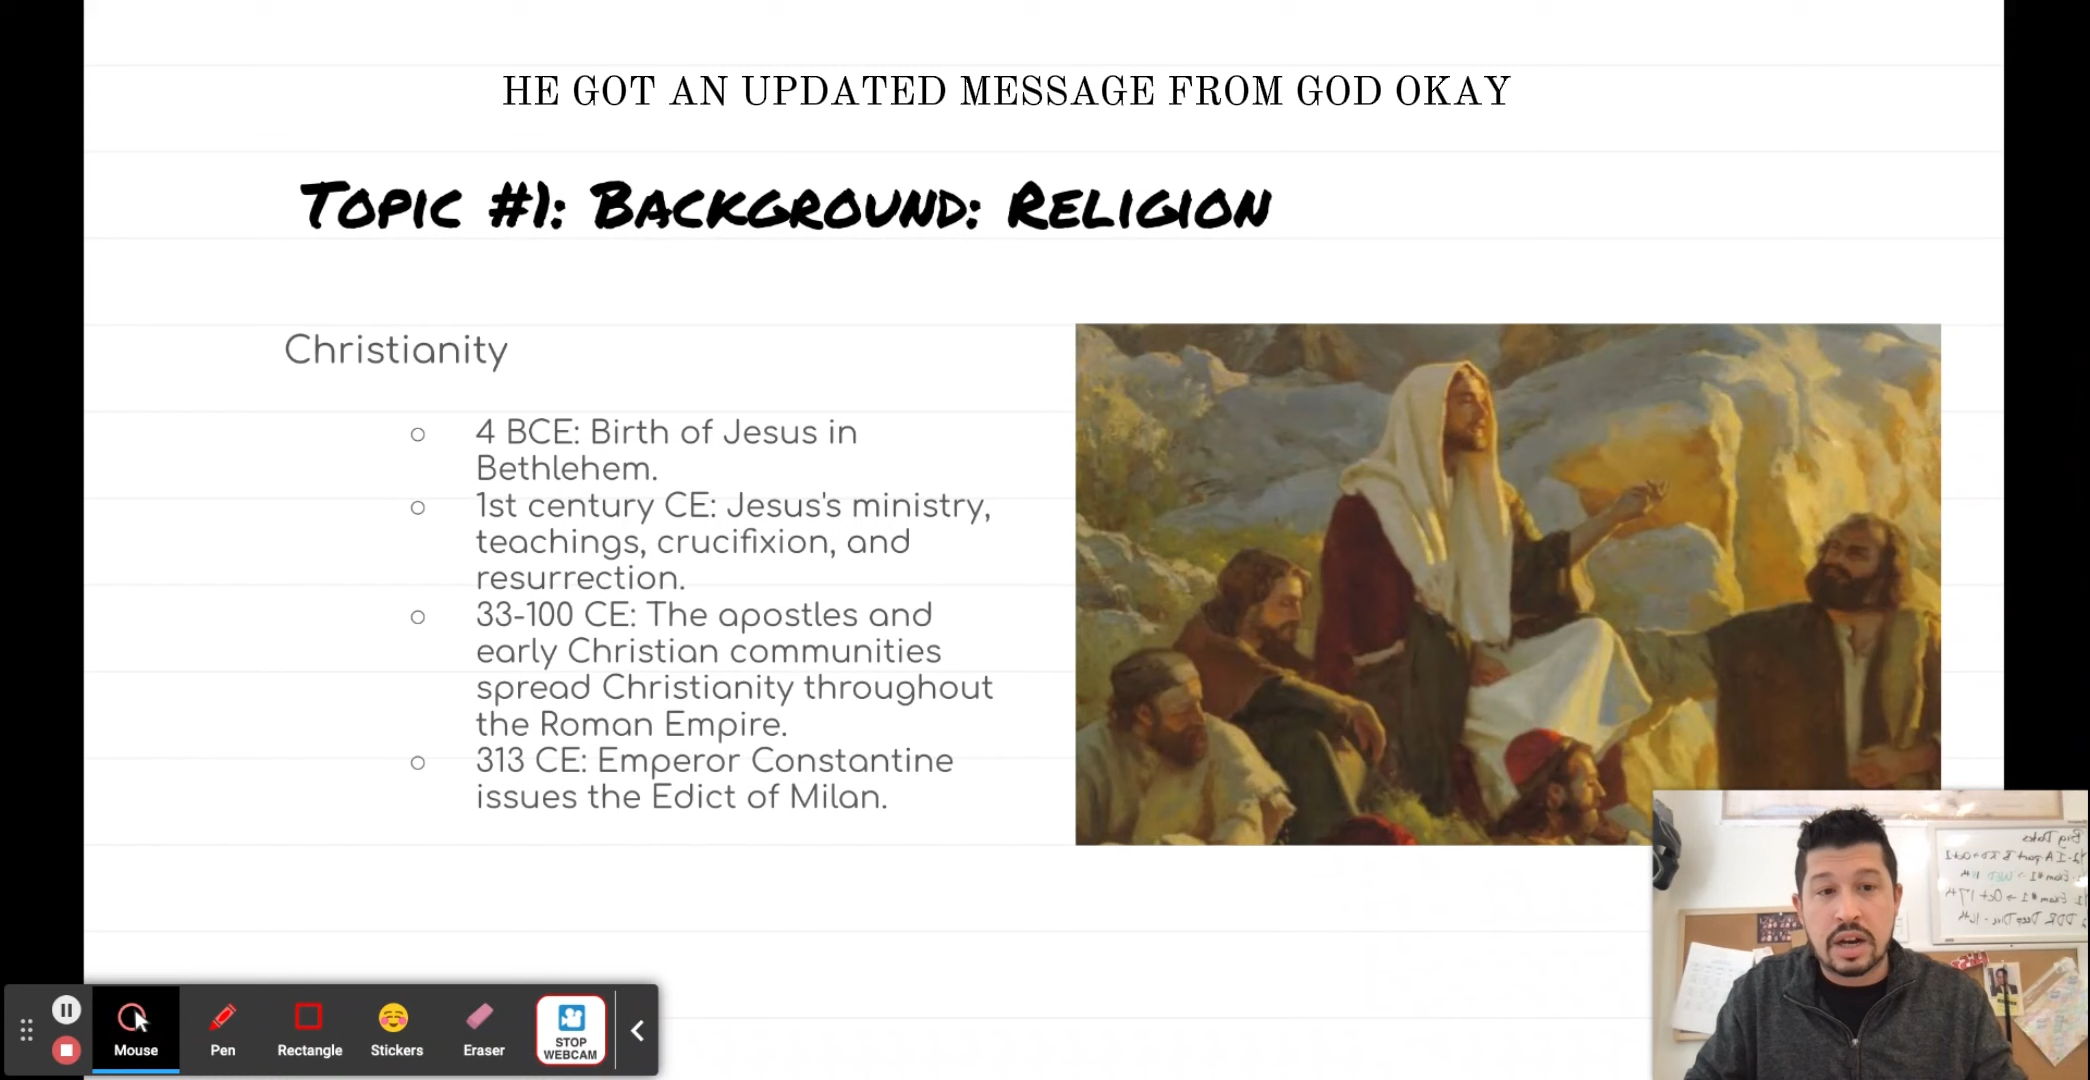 HE GOT AN UPDATED MESSAGE FROM GOD OKAY
TOPIC #1: BACKGROUND: RELIGION
Christianity
4 BCE: Birth of Jesus in
Bethlehem.
1st century CE: Jesus's ministry,
teachings, crucifixion, and
resurrection.
33-100 CE: The apostles and
early Christian communities
spread Christianity throughout
the Roman Empire.
313 CE: Emperor Constantine
issues the Edict of Milan.
Mouse
Pen
Rectangle
Stickers
Eraser
STOP
WEBCAM